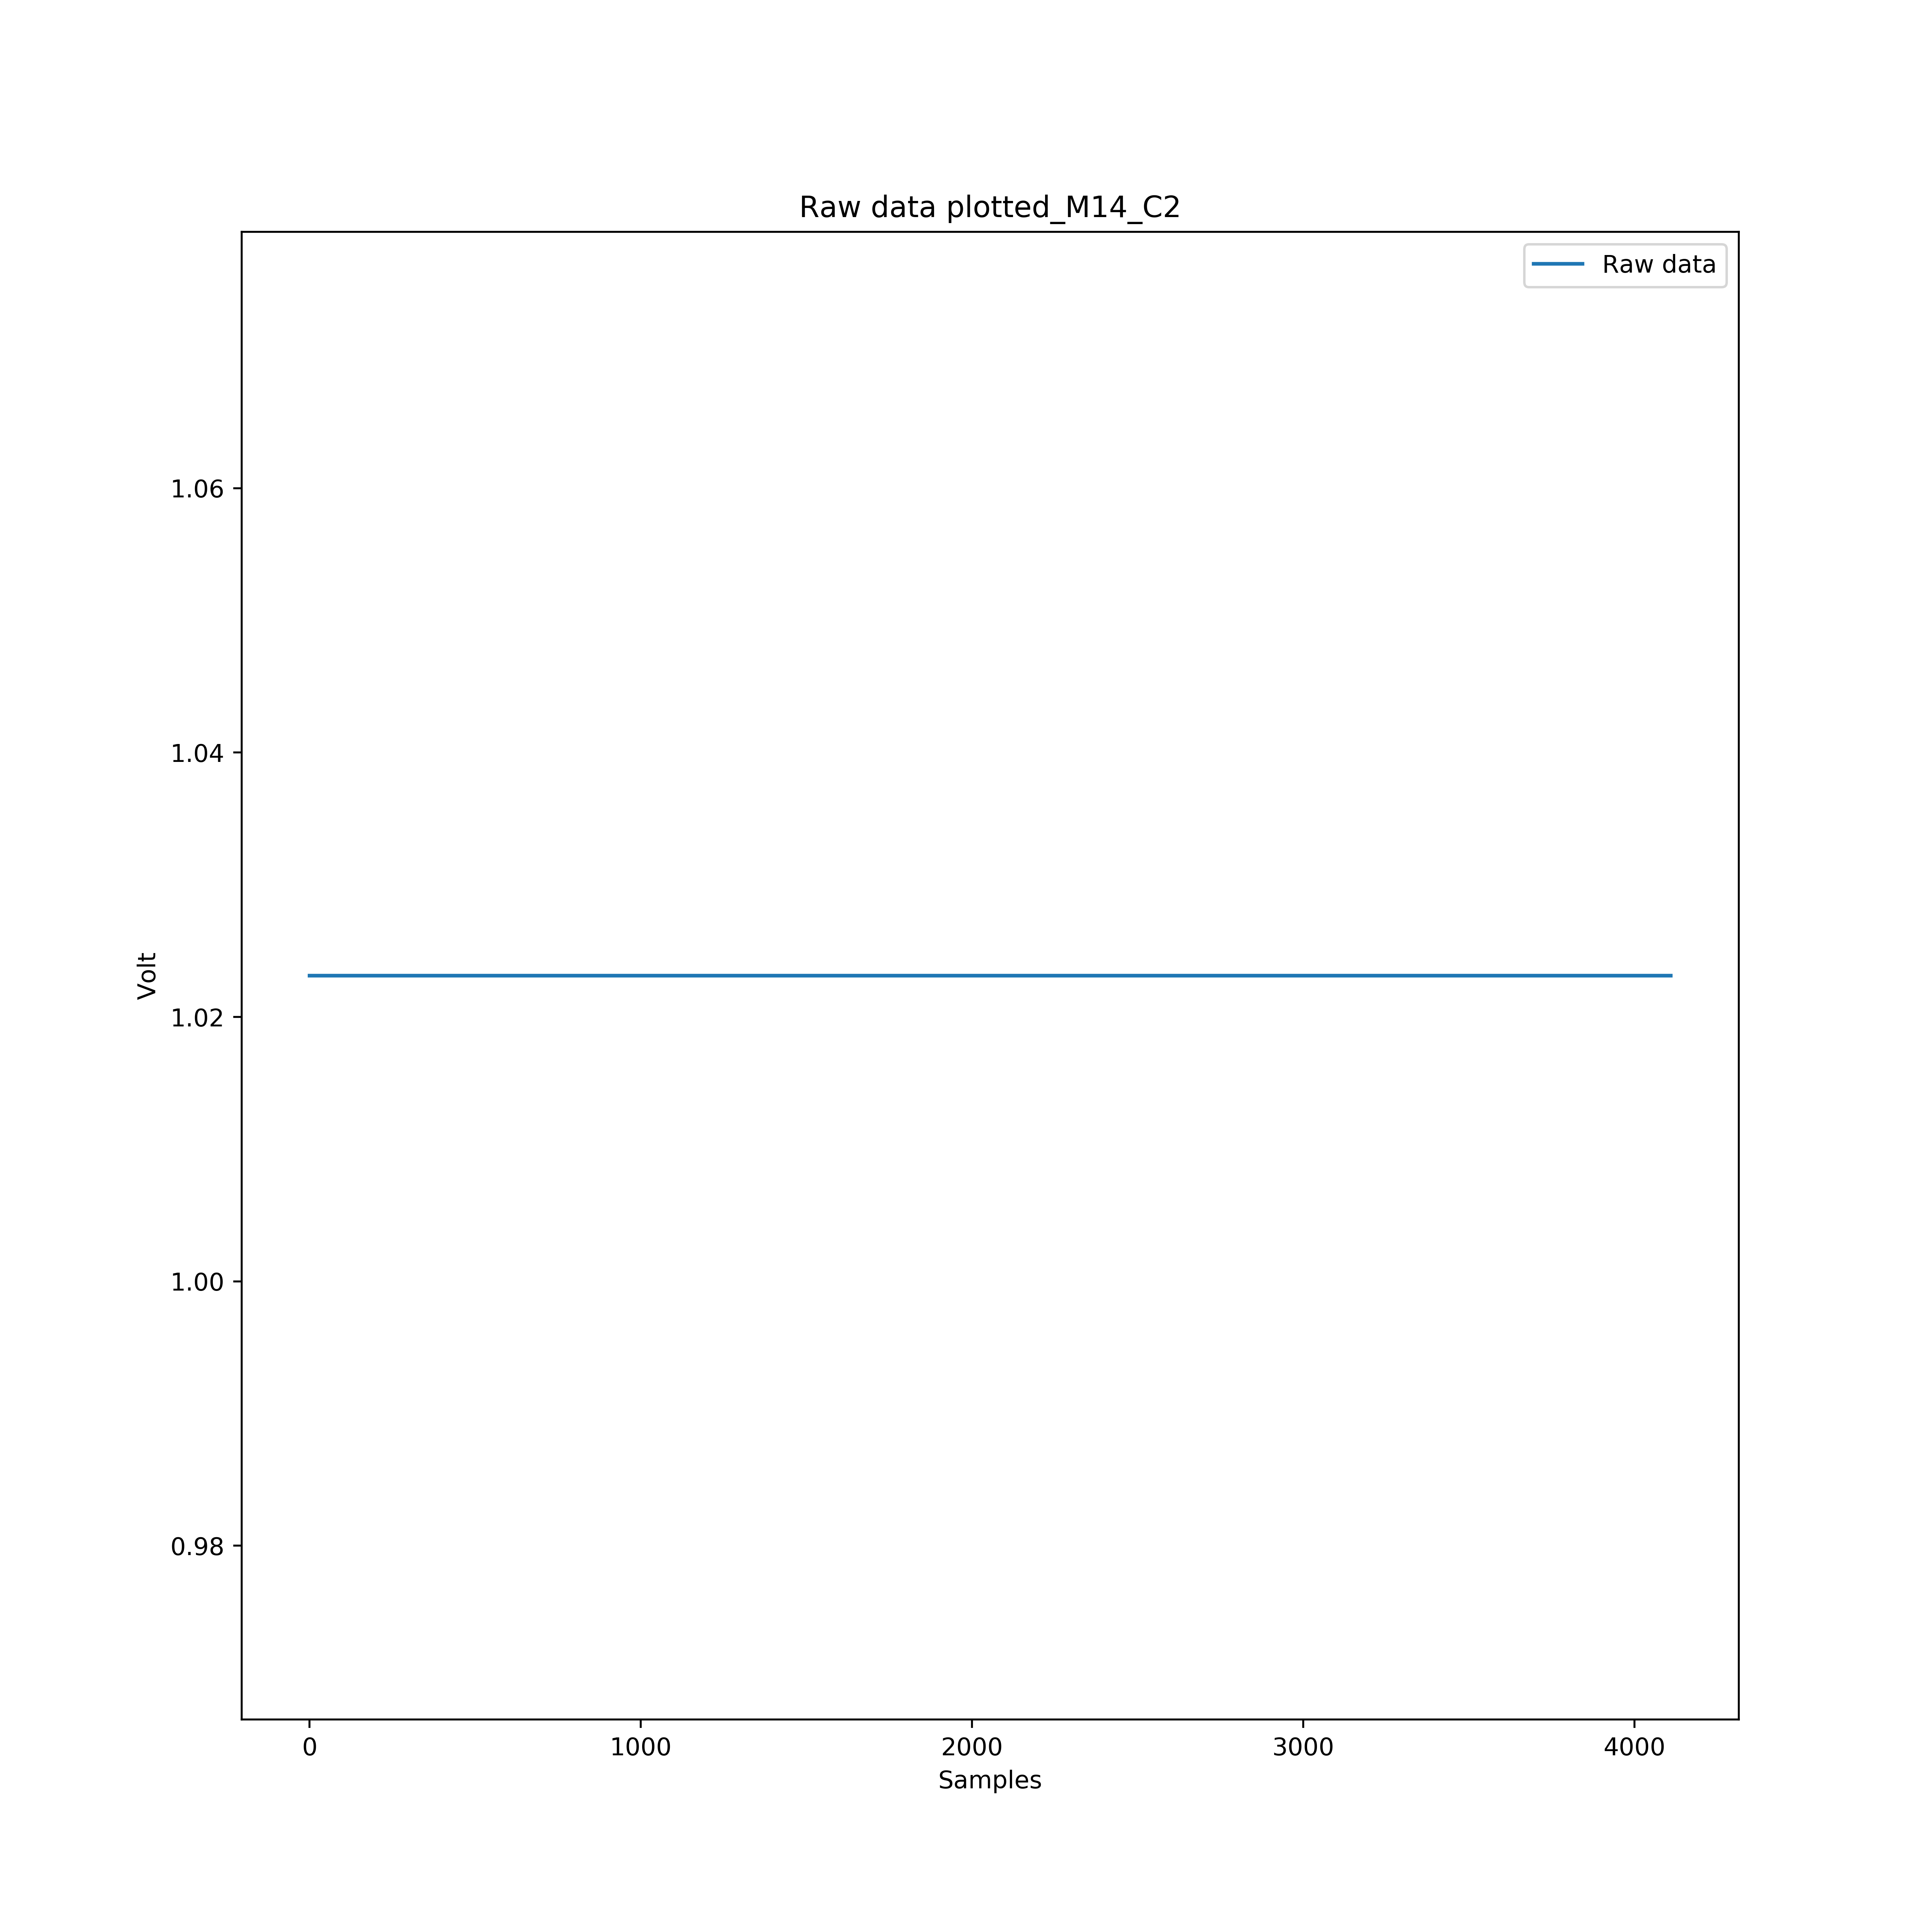 Raw data plotted_M14_C2
Raw data
1.06
1.04
1.02
1.00
0.98
Volt
0 1000 2000 3000 4000
Samples